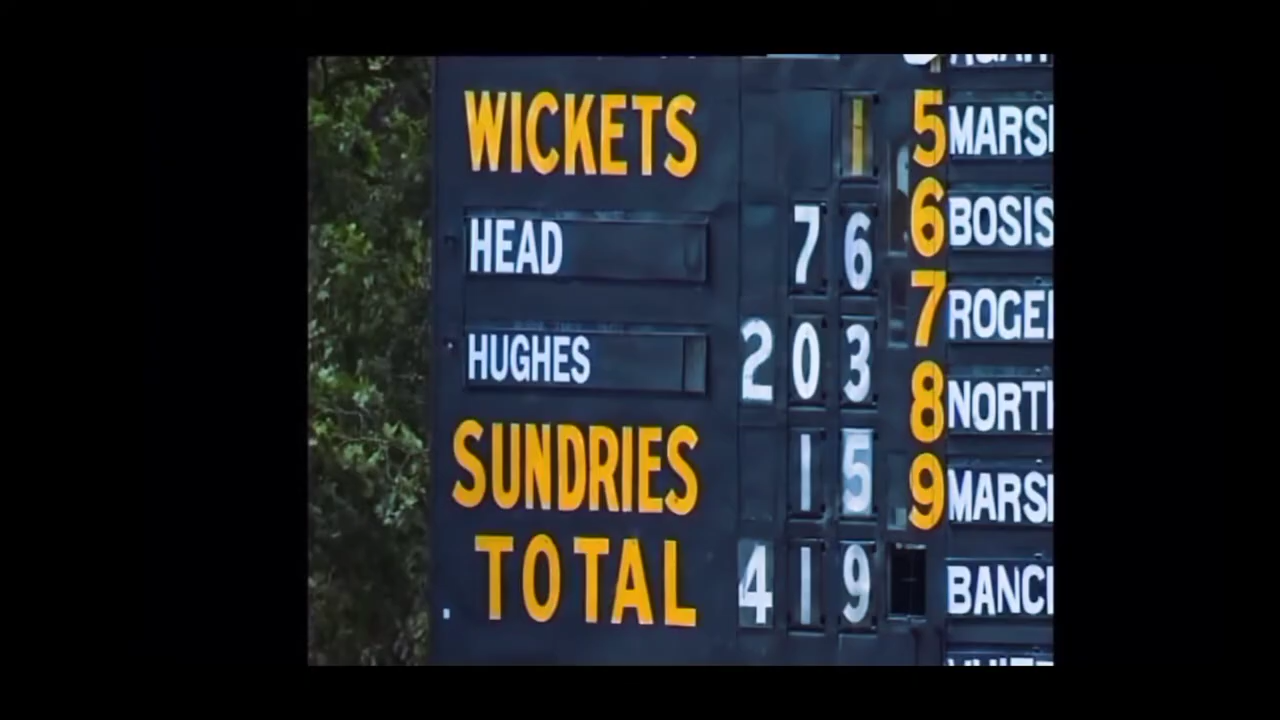 WICKETS 1
HEAD 76
HUGHES 203
SUNDRIES 15
TOTAL 419
5 MARSH
6 BOSIS
7 ROGE
8 NORT
9 MARSH
BANC